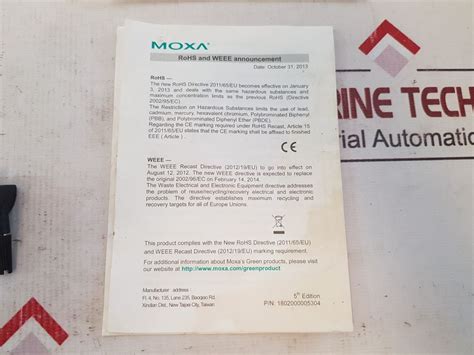 MOXA
RoHS and WEEE announcement
Date: October 31, 2013
RoHS —
The new RoHS Directive 2011/65/EU becomes effective on January
3, 2013 and deals with the same hazardous substances and
maximum concentration limits as the previous RoHS (Directive
2002/95/EC).
The Restriction on Hazardous Substances limits the use of lead,
cadmium, mercury, hexavalent chromium, Polybrominated Biphenyl
(PBB), and Polybrominated Diphenyl Ether (PBDE).
Regarding the CE marking required under RoHS Recast, Article 15
of 2011/65/EU states that the CE marking shall be affixed to finished
EEE ( Article ) .
WEEE —
The WEEE Recast Directive (2012/19/EU) to go into effect on
August 12, 2012. The new WEEE directive is expected to replace
the original 2002/96/EC on February 14, 2014.
The Waste Electrical and Electronic Equipment directive addresses
the problem of reuse/recycling/recovery electrical and electronic
products. The directive establishes maximum recycling and
recovery targets for all of Europe Unions.
This product complies with the New RoHS Directive (2011/65/EU)
and WEEE Recast Directive (2012/19/EU) marking requirement.
For additional information about Moxa's Green products, please visit
our website at http://www.moxa.com/greenproduct
Manufacturer address:
Fl. 4, No. 135, Lane 235, Baoqiao Rd.
Xindian Dist., New Taipei City, Taiwan
5th Edition
P/N: 1802000005304
RINE TECH
rial Automatio